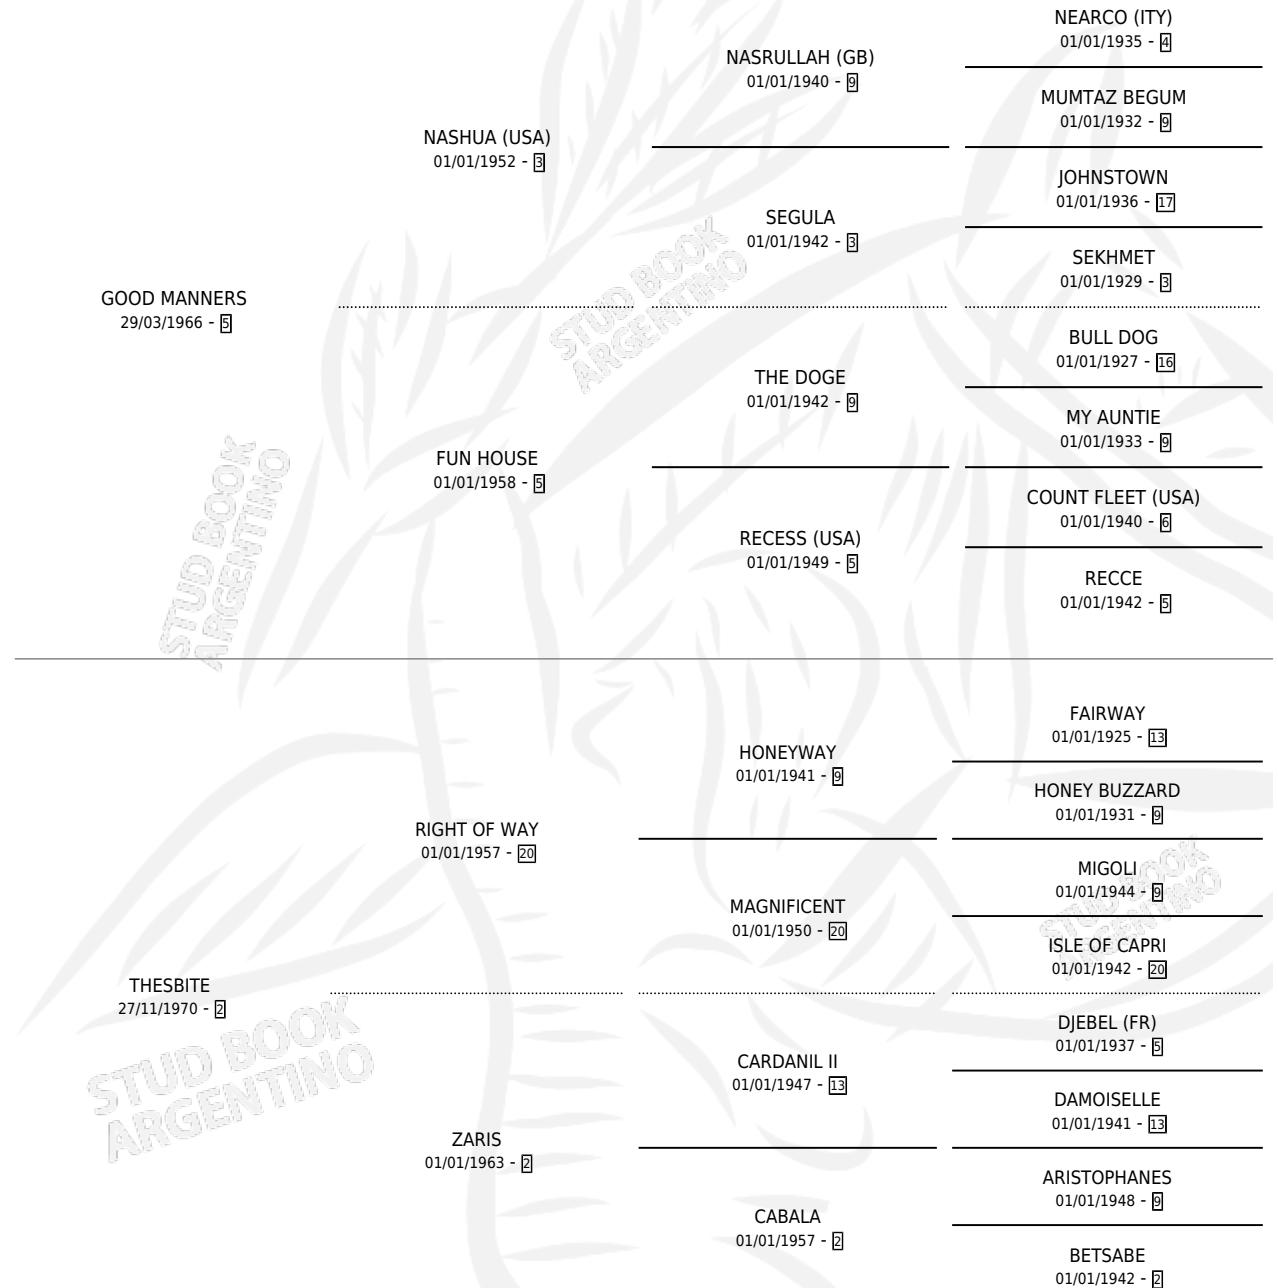 NEARCO (ITY)
01/01/1935 - 4
NASRULLAH (GB)
01/01/1940 - 9
MUMTAZ BEGUM
01/01/1932 - 9
NASHUA (USA)
01/01/1952 - 3
JOHNSTOWN
01/01/1936 - 17
SEGULA
01/01/1942 - 3
SEKHMET
01/01/1929 - 3
GOOD MANNERS
29/03/1966 - 5
BULL DOG
01/01/1927 - 16
THE DOGE
01/01/1942 - 9
MY AUNTIE
01/01/1933 - 9
FUN HOUSE
01/01/1958 - 5
COUNT FLEET (USA)
01/01/1940 - 6
RECESS (USA)
01/01/1949 - 5
RECCE
01/01/1942 - 5
FAIRWAY
01/01/1925 - 13
HONEYWAY
01/01/1941 - 9
HONEY BUZZARD
01/01/1931 - 9
RIGHT OF WAY
01/01/1957 - 20
MIGOLI
01/01/1944 - 9
MAGNIFICENT
01/01/1950 - 20
ISLE OF CAPRI
01/01/1942 - 20
THESBITE
27/11/1970 - 2
DJEBEL (FR)
01/01/1937 - 5
CARDANIL II
01/01/1947 - 13
DAMOISELLE
01/01/1941 - 13
ZARIS
01/01/1963 - 2
ARISTOPHANES
01/01/1948 - 9
CABALA
01/01/1957 - 2
BETSABE
01/01/1942 - 2
STUD BOOK
ARGENTINO
STUD BOOK
ARGENTINO
STUD BOOK
ARGENTINO
STUD BOOK
ARGENTINO